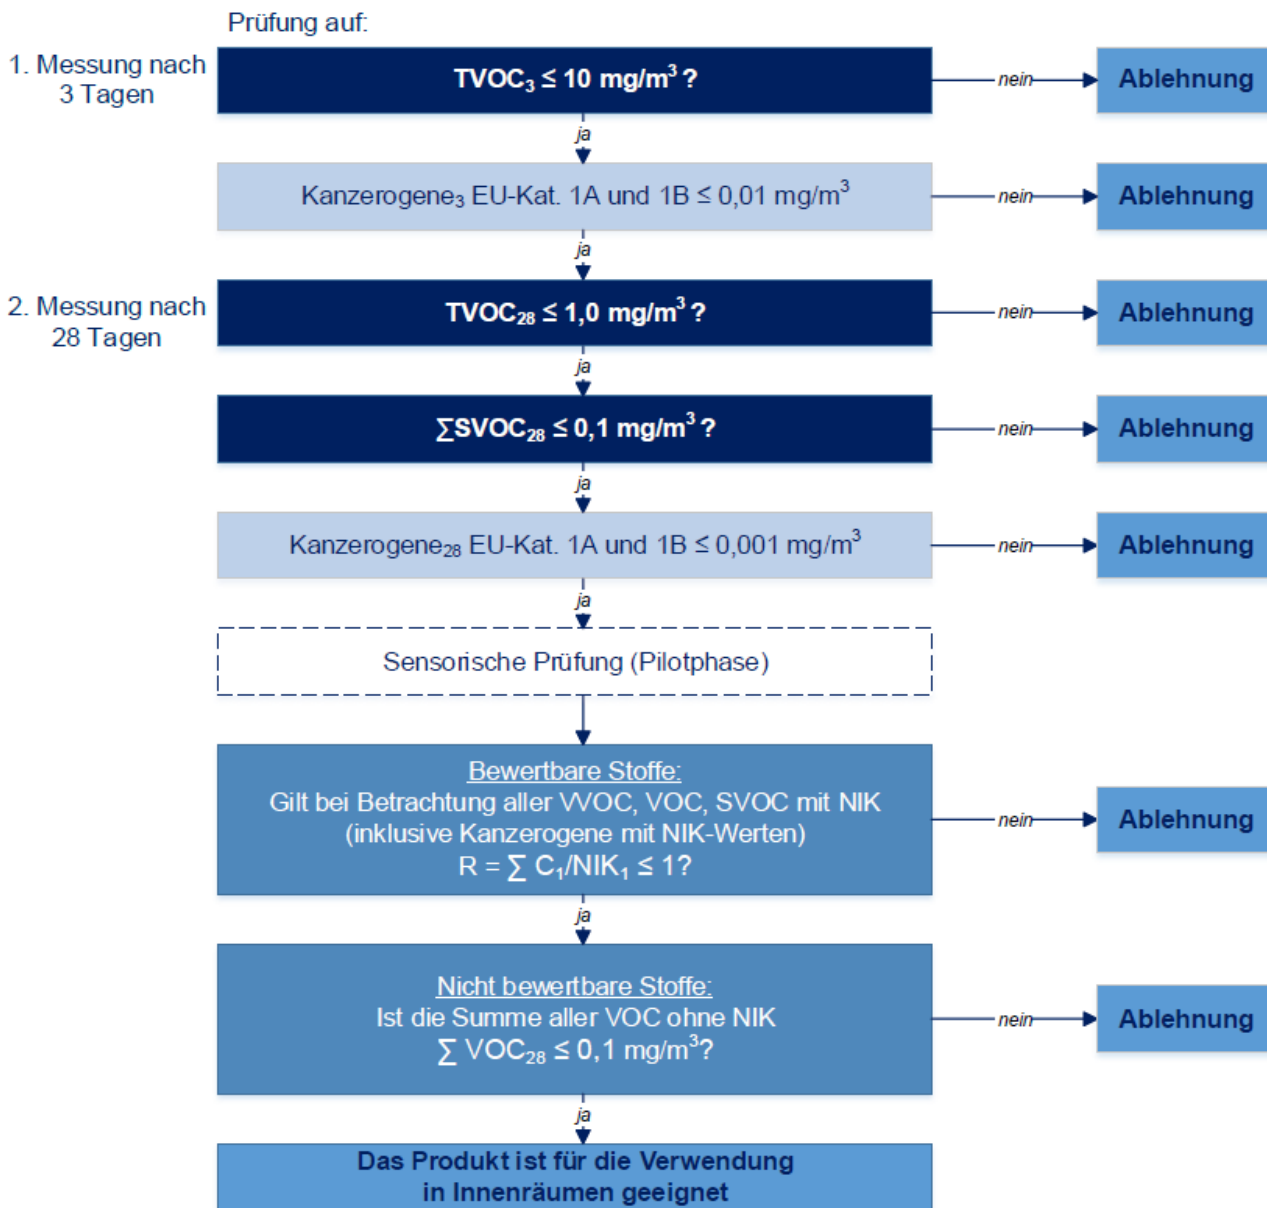 Prüfung auf:
1. Messung nach
3 Tagen
TVOC₃ ≤ 10 mg/m³ ?
nein
Ablehnung
ja
Kanzerogene₃ EU-Kat. 1A und 1B ≤ 0,01 mg/m³
nein
Ablehnung
ja
2. Messung nach
28 Tagen
TVOC₂₈ ≤ 1,0 mg/m³ ?
nein
Ablehnung
ja
∑SVOC₂₈ ≤ 0,1 mg/m³ ?
nein
Ablehnung
ja
Kanzerogene₂₈ EU-Kat. 1A und 1B ≤ 0,001 mg/m³
nein
Ablehnung
ja
Sensorische Prüfung (Pilotphase)
Bewertbare Stoffe:
Gilt bei Betrachtung aller VVOC, VOC, SVOC mit NIK
(inklusive Kanzerogene mit NIK-Werten)
R = ∑ C₁/NIK₁ ≤ 1?
nein
Ablehnung
ja
Nicht bewertbare Stoffe:
Ist die Summe aller VOC ohne NIK
∑ VOC₂₈ ≤ 0,1 mg/m³?
nein
Ablehnung
ja
Das Produkt ist für die Verwendung
in Innenräumen geeignet